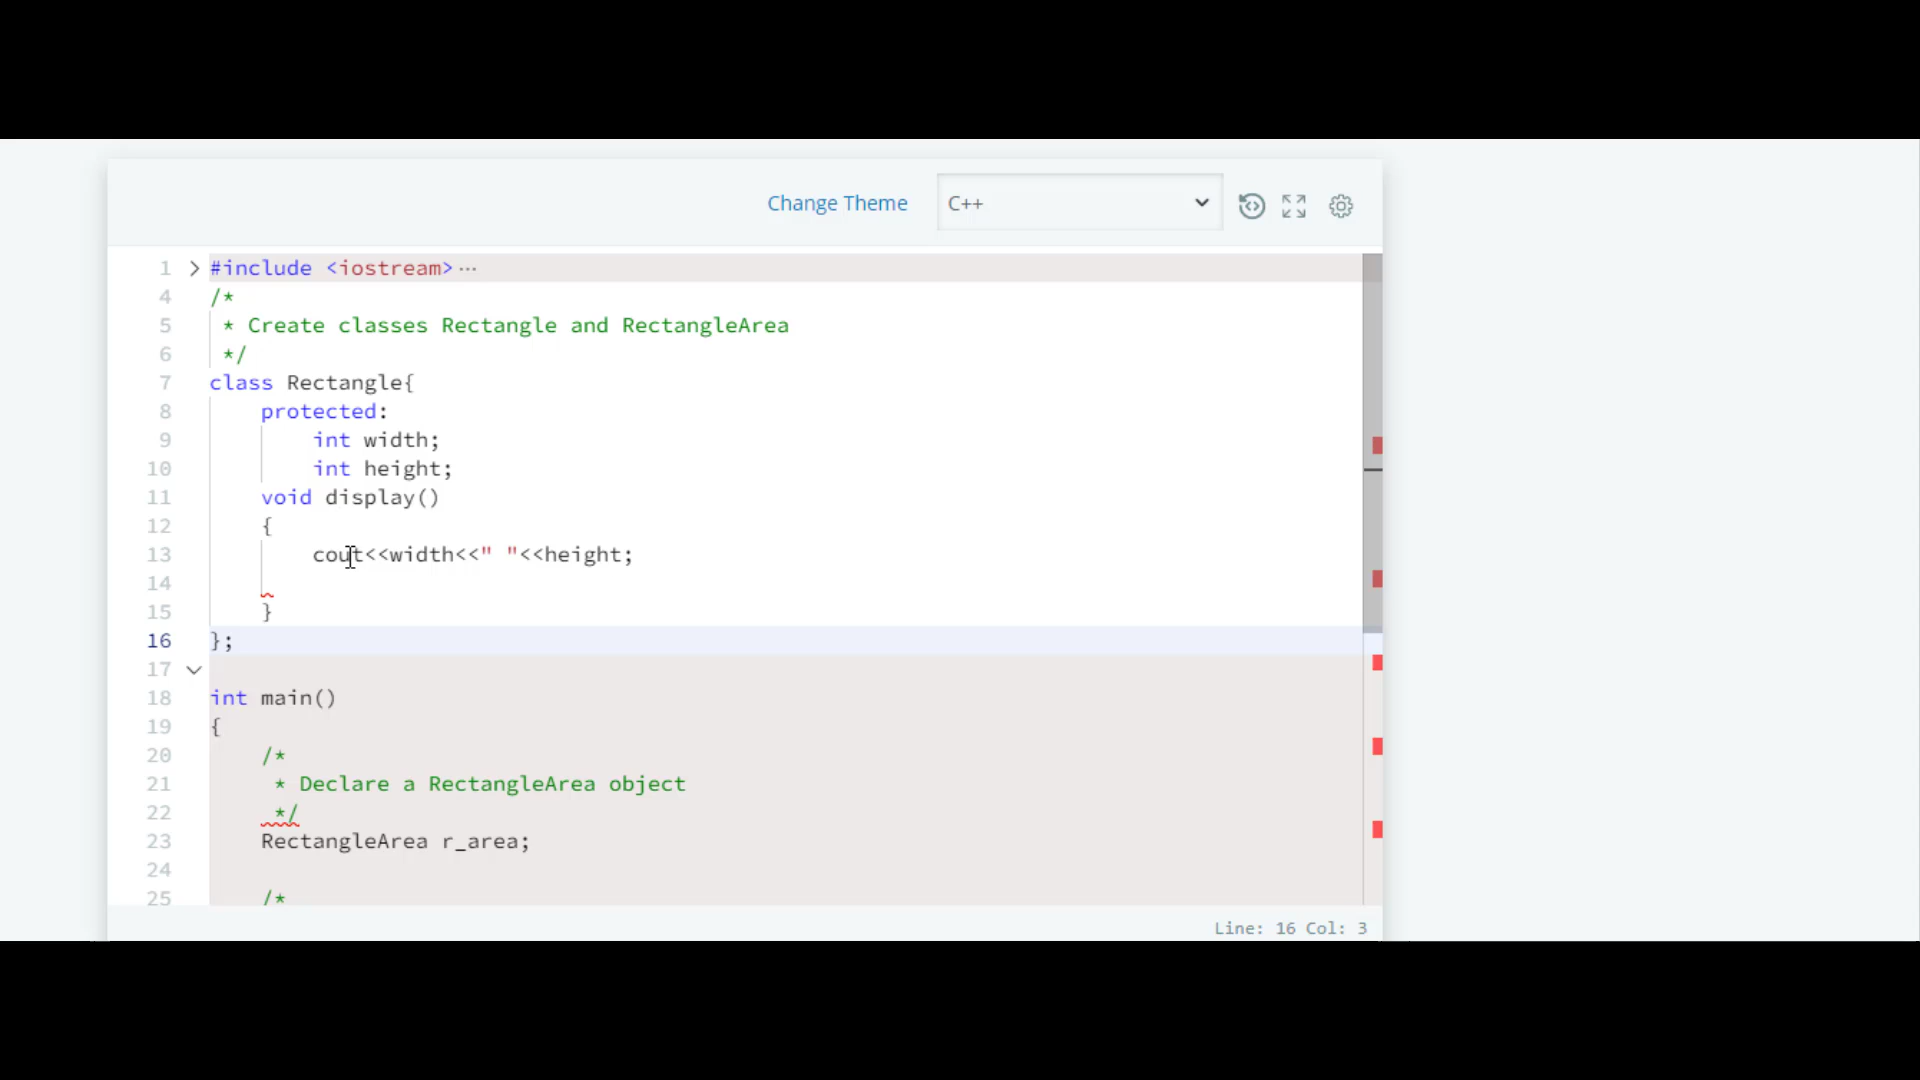 Change Theme C++
1 #include <iostream>···
4 /*
5 * Create classes Rectangle and RectangleArea
6 */
7 class Rectangle{
8 protected:
9 int width;
10 int height;
11 void display()
12 {
13 cout<<width<<" "<<height;
14
15 }
16 };
17
18 int main()
19 {
20 /*
21 * Declare a RectangleArea object
22 */
23 RectangleArea r_area;
24
25 /*
Line: 16 Col: 3